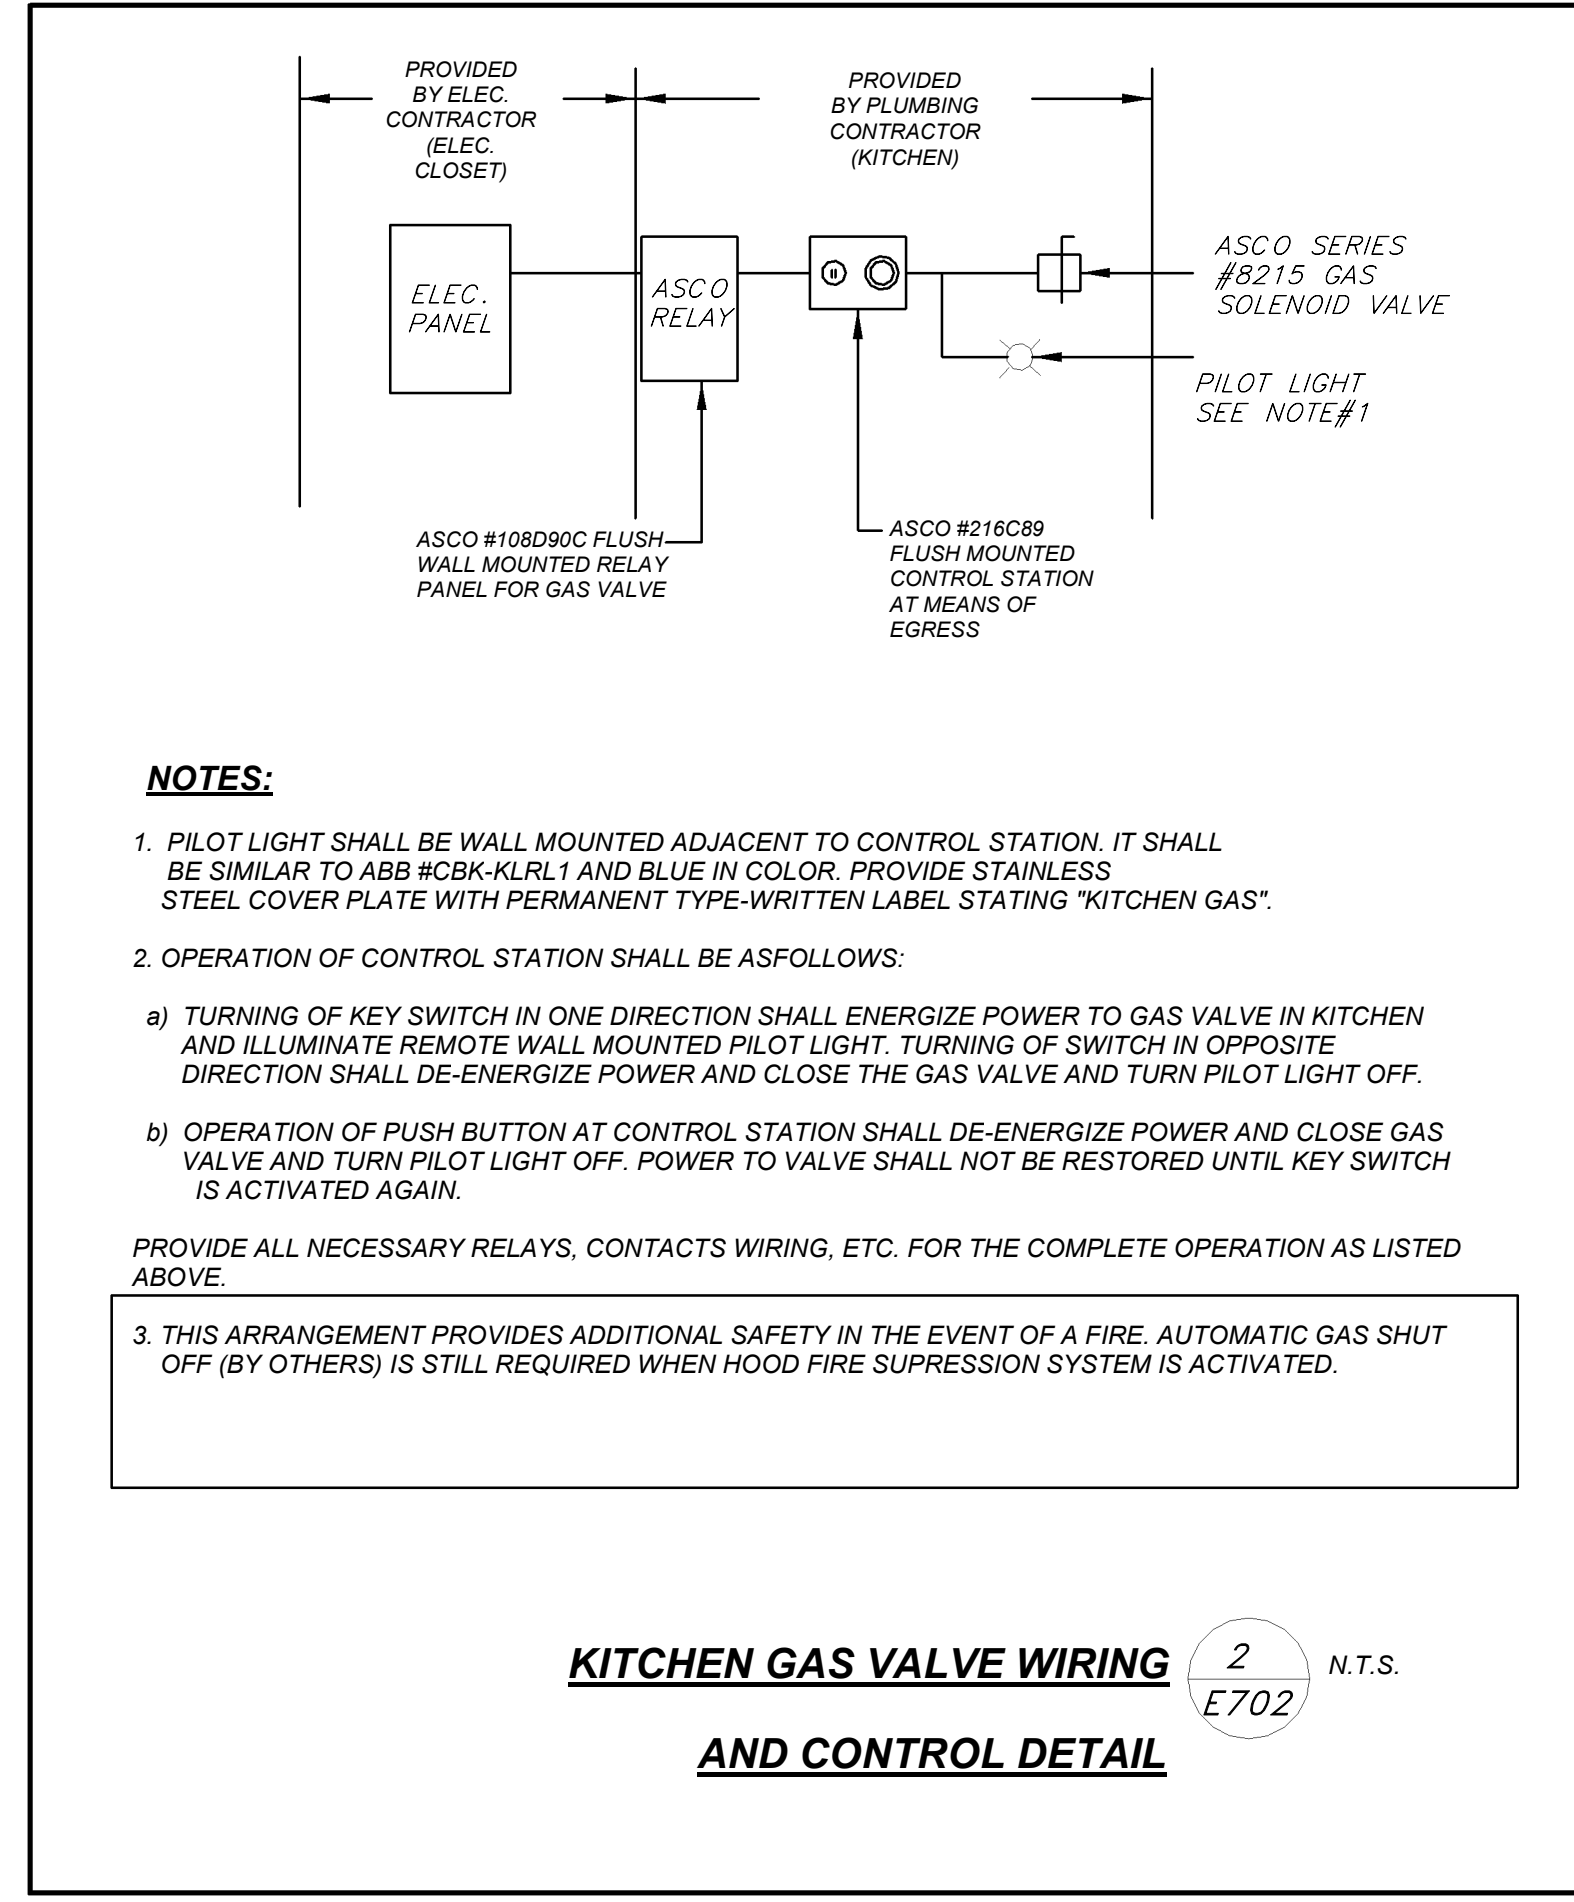 PROVIDED
BY ELEC.
CONTRACTOR
(ELEC.
CLOSET)
PROVIDED
BY PLUMBING
CONTRACTOR
(KITCHEN)
ELEC.
PANEL
ASCO
RELAY
ASCO SERIES
#8215 GAS
SOLENOID VALVE
PILOT LIGHT
SEE NOTE#1
ASCO #108D90C FLUSH
WALL MOUNTED RELAY
PANEL FOR GAS VALVE
ASCO #216C89
FLUSH MOUNTED
CONTROL STATION
AT MEANS OF
EGRESS
NOTES:
1. PILOT LIGHT SHALL BE WALL MOUNTED ADJACENT TO CONTROL STATION. IT SHALL
BE SIMILAR TO ABB #CBK-KLRL1 AND BLUE IN COLOR. PROVIDE STAINLESS
STEEL COVER PLATE WITH PERMANENT TYPE-WRITTEN LABEL STATING "KITCHEN GAS".
2. OPERATION OF CONTROL STATION SHALL BE ASFOLLOWS:
a) TURNING OF KEY SWITCH IN ONE DIRECTION SHALL ENERGIZE POWER TO GAS VALVE IN KITCHEN
AND ILLUMINATE REMOTE WALL MOUNTED PILOT LIGHT. TURNING OF SWITCH IN OPPOSITE
DIRECTION SHALL DE-ENERGIZE POWER AND CLOSE THE GAS VALVE AND TURN PILOT LIGHT OFF.
b) OPERATION OF PUSH BUTTON AT CONTROL STATION SHALL DE-ENERGIZE POWER AND CLOSE GAS
VALVE AND TURN PILOT LIGHT OFF. POWER TO VALVE SHALL NOT BE RESTORED UNTIL KEY SWITCH
IS ACTIVATED AGAIN.
PROVIDE ALL NECESSARY RELAYS, CONTACTS WIRING, ETC. FOR THE COMPLETE OPERATION AS LISTED
ABOVE.
3. THIS ARRANGEMENT PROVIDES ADDITIONAL SAFETY IN THE EVENT OF A FIRE. AUTOMATIC GAS SHUT
OFF (BY OTHERS) IS STILL REQUIRED WHEN HOOD FIRE SUPRESSION SYSTEM IS ACTIVATED.
KITCHEN GAS VALVE WIRING
AND CONTROL DETAIL
2
E702
N.T.S.